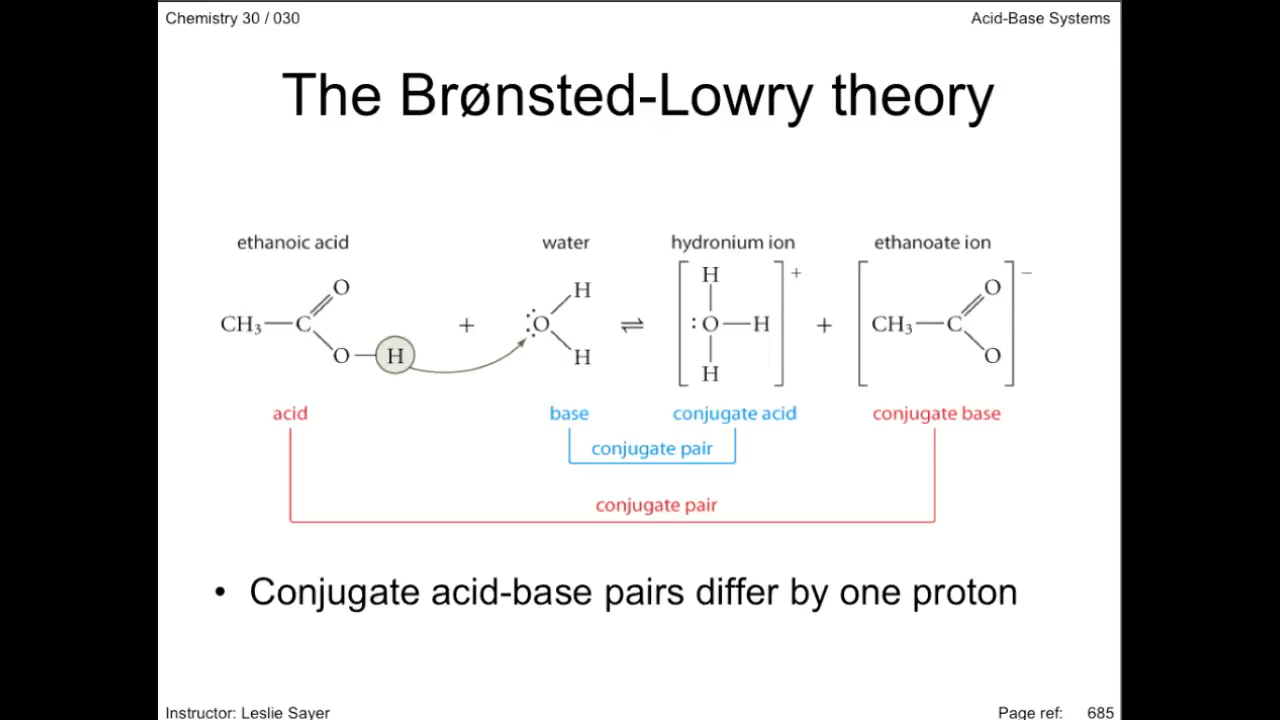 Chemistry 30 / 030
Acid-Base Systems
The Brønsted-Lowry theory
ethanoic acid
water
hydronium ion
ethanoate ion
CH₃—C
O
O—H
+
:O
H
H
⇌
H
:O—H
H
+
+
CH₃—C
O
O
−
acid
base
conjugate acid
conjugate base
conjugate pair
conjugate pair
• Conjugate acid-base pairs differ by one proton
Instructor: Leslie Sayer
Page ref: 685